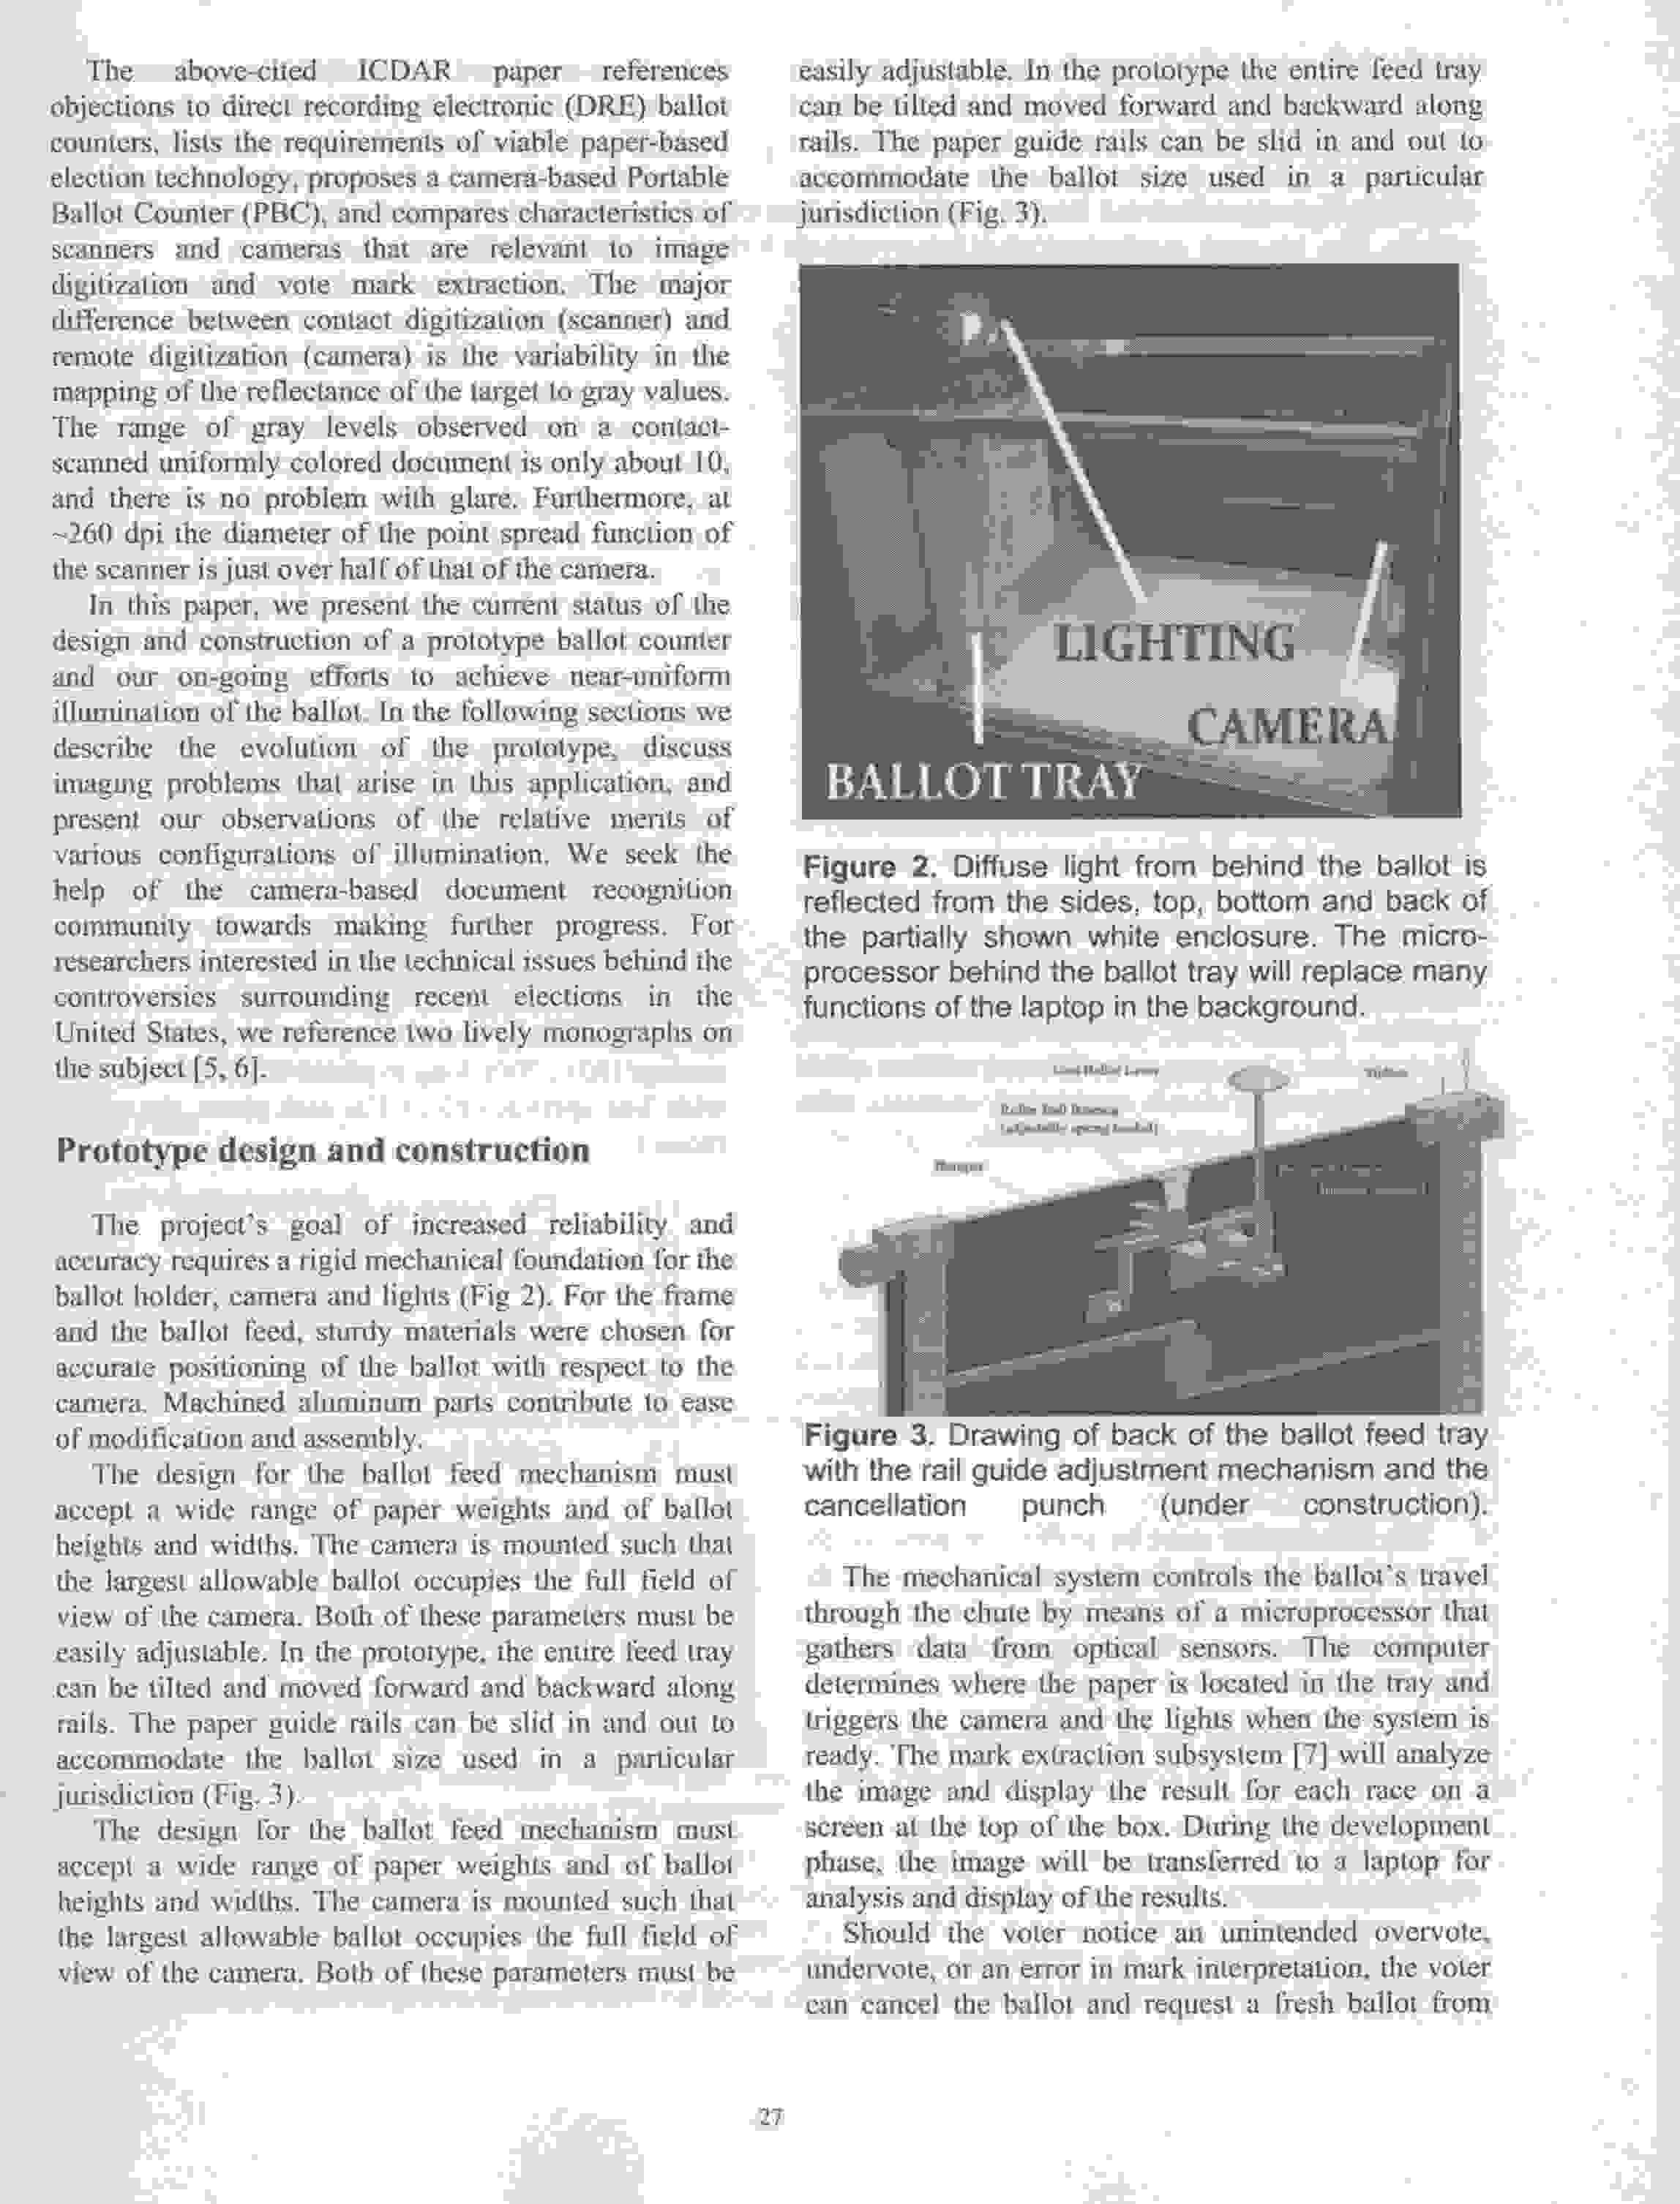 The above-cited ICDAR paper references
objections to direct recording electronic (DRE) ballot
counters, lists the requirements of viable paper-based
election technology, proposes a camera-based Portable
Ballot Counter (PBC), and compares characteristics of
scanners and cameras that are relevant to image
digitization and vote mark extraction. The major
difference between contact digitization (scanner) and
remote digitization (camera) is the variability in the
mapping of the reflectance of the target to gray values.
The range of gray levels observed on a contact-
scanned uniformly colored document is only about 10,
and there is no problem with glare. Furthermore, at
~260 dpi the diameter of the point spread function of
the scanner is just over half of that of the camera.
In this paper, we present the current status of the
design and construction of a prototype ballot counter
and our on-going efforts to achieve near-uniform
illumination of the ballot. In the following sections we
describe the evolution of the prototype, discuss
imaging problems that arise in this application, and
present our observations of the relative merits of
various configurations of illumination. We seek the
help of the camera-based document recognition
community towards making further progress. For
researchers interested in the technical issues behind the
controversies surrounding recent elections in the
United States, we reference two lively monographs on
the subject [5, 6].
Prototype design and construction
The project's goal of increased reliability and
accuracy requires a rigid mechanical foundation for the
ballot holder, camera and lights (Fig 2). For the frame
and the ballot feed, sturdy materials were chosen for
accurate positioning of the ballot with respect to the
camera. Machined aluminum parts contribute to ease
of modification and assembly.
The design for the ballot feed mechanism must
accept a wide range of paper weights and of ballot
heights and widths. The camera is mounted such that
the largest allowable ballot occupies the full field of
view of the camera. Both of these parameters must be
easily adjustable. In the prototype, the entire feed tray
can be tilted and moved forward and backward along
rails. The paper guide rails can be slid in and out to
accommodate the ballot size used in a particular
jurisdiction (Fig. 3).
The design for the ballot feed mechanism must
accept a wide range of paper weights and of ballot
heights and widths. The camera is mounted such that
the largest allowable ballot occupies the full field of
view of the camera. Both of these parameters must be
easily adjustable. In the prototype the entire feed tray
can be tilted and moved forward and backward along
rails. The paper guide rails can be slid in and out to
accommodate the ballot size used in a particular
jurisdiction (Fig. 3).
LIGHTING
CAMERA
BALLOT TRAY
Figure 2. Diffuse light from behind the ballot is
reflected from the sides, top, bottom and back of
the partially shown white enclosure. The micro-
processor behind the ballot tray will replace many
functions of the laptop in the background.
Figure 3. Drawing of back of the ballot feed tray
with the rail guide adjustment mechanism and the
cancellation punch (under construction).
The mechanical system controls the ballot's travel
through the chute by means of a microprocessor that
gathers data from optical sensors. The computer
determines where the paper is located in the tray and
triggers the camera and the lights when the system is
ready. The mark extraction subsystem [7] will analyze
the image and display the result for each race on a
screen at the top of the box. During the development
phase, the image will be transferred to a laptop for
analysis and display of the results.
Should the voter notice an unintended overvote,
undervote, or an error in mark interpretation, the voter
can cancel the ballot and request a fresh ballot from
27